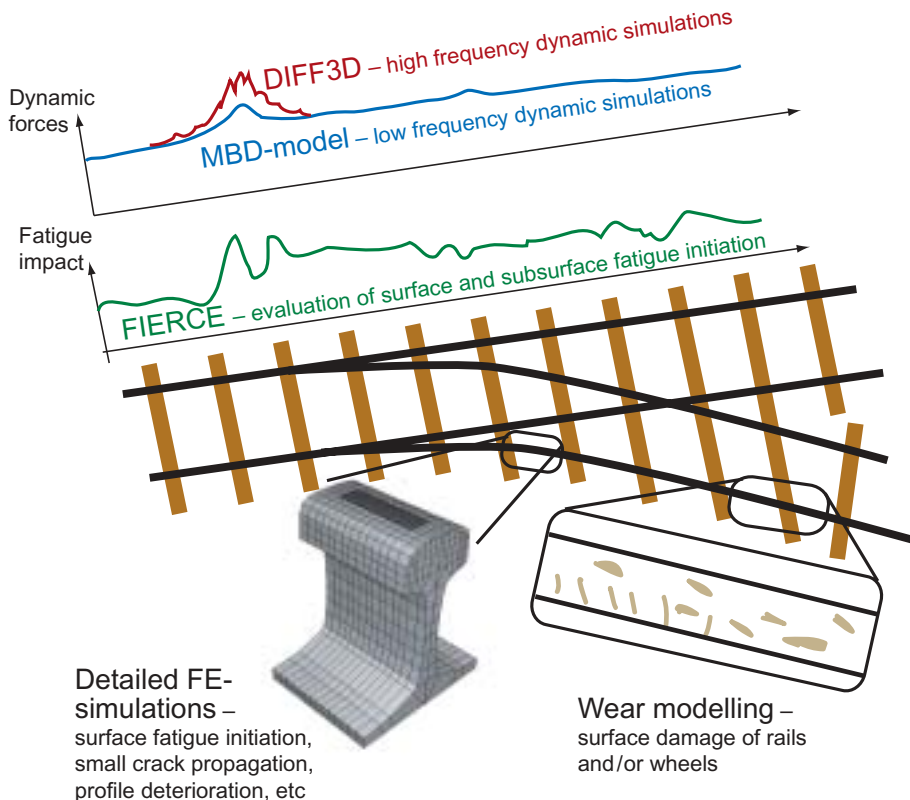 DIFF3D – high frequency dynamic simulations
Dynamic
forces
MBD-model – low frequency dynamic simulations
Fatigue
impact
FIERCE – evaluation of surface and subsurface fatigue initiation
Detailed FE-
simulations –
surface fatigue initiation,
small crack propagation,
profile deterioration, etc
Wear modelling –
surface damage of rails
and/or wheels